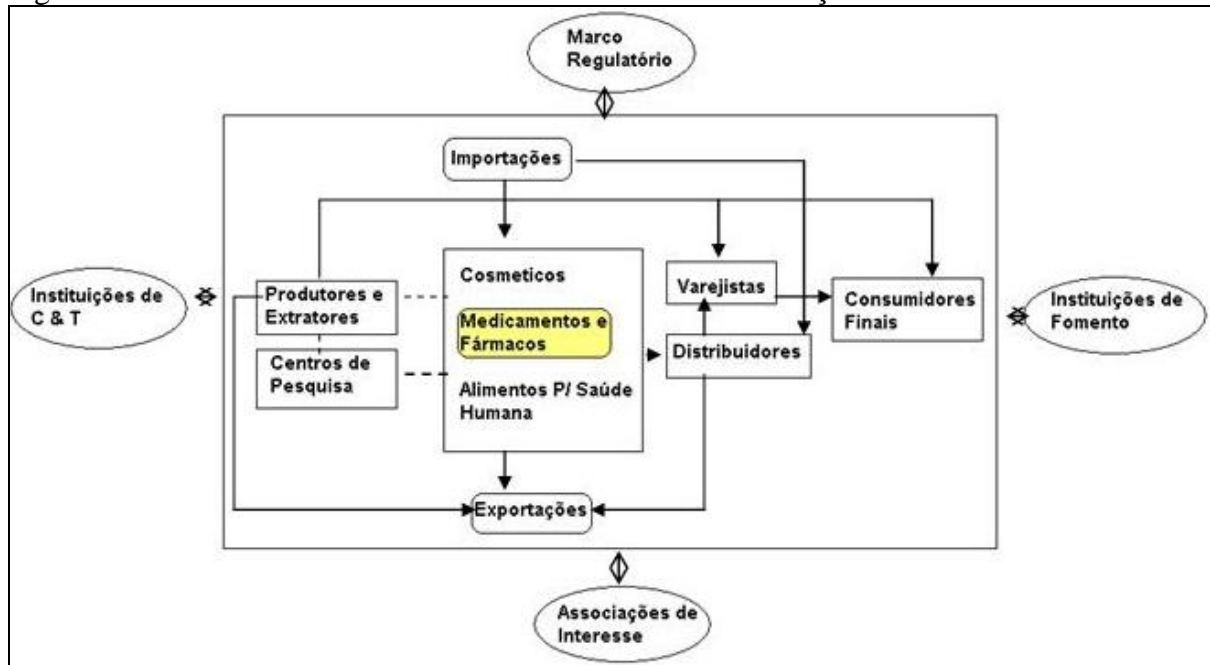 Marco
Regulatório
Importações
Cosmeticos
Produtores e
Extratores
Varejistas
Consumidores
Finais
Instituições de
C & T
Instituições de
Fomento
Medicamentos e
Fármacos
Distribuidores
Centros de
Pesquisa
Alimentos P/ Saúde
Humana
Exportações
Associações de
Interesse